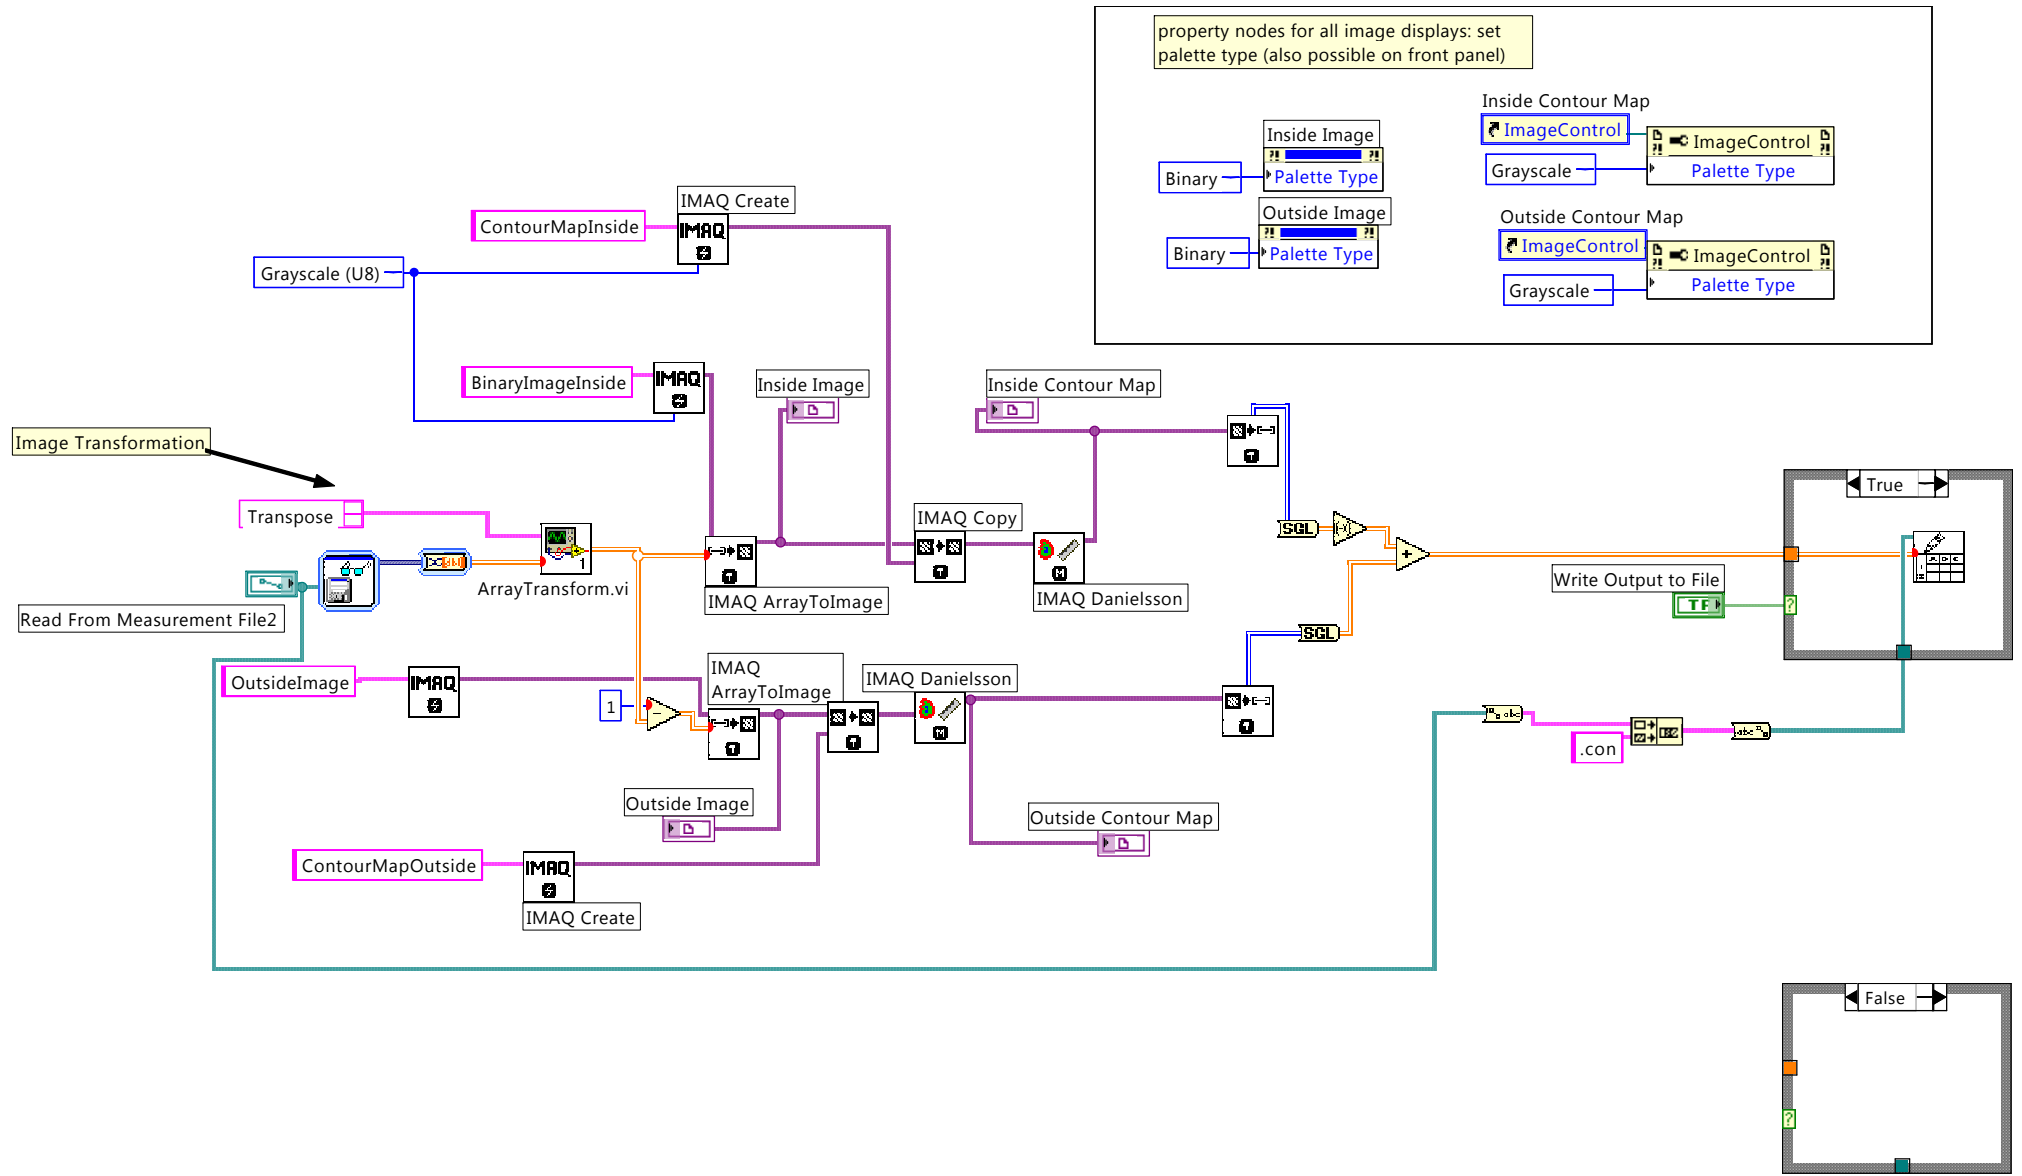 property nodes for all image displays: set
palette type (also possible on front panel)
Inside Contour Map
ImageControl
ImageControl
Grayscale
Palette Type
Inside Image
Binary
Palette Type
Outside Image
Binary
Palette Type
Outside Contour Map
ImageControl
ImageControl
Grayscale
Palette Type
IMAQ Create
ContourMapInside
IMAQ
Grayscale (U8)
BinaryImageInside
IMAQ
Inside Image
Inside Contour Map
Image Transformation
Transpose
1
ArrayTransform.vi
IMAQ ArrayToImage
IMAQ Copy
IMAQ Danielsson
SGL
True
Read From Measurement File2
Write Output to File
TF
?
SGL
OutsideImage
IMAQ
1
IMAQ
ArrayToImage
IMAQ Danielsson
abc
.con
abc
Outside Image
Outside Contour Map
ContourMapOutside
IMAQ
IMAQ Create
False
?